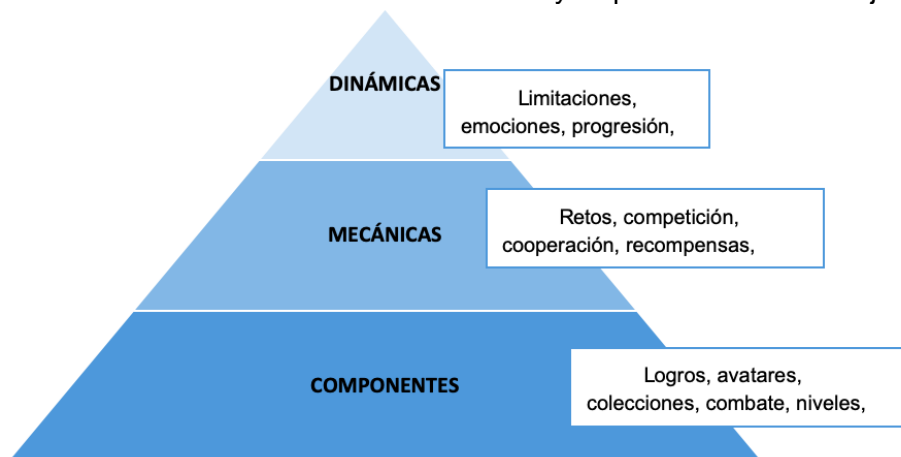 DINÁMICAS
Limitaciones,
emociones, progresión,
MECÁNICAS
Retos, competición,
cooperación, recompensas,
COMPONENTES
Logros, avatares,
colecciones, combate, niveles,